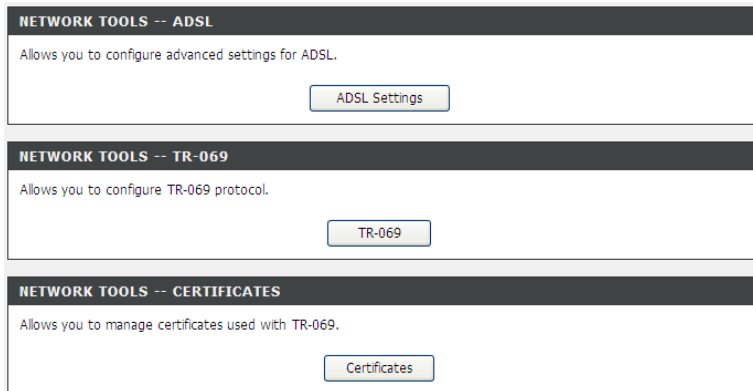 NETWORK TOOLS -- ADSL
Allows you to configure advanced settings for ADSL.
ADSL Settings
NETWORK TOOLS -- TR-069
Allows you to configure TR-069 protocol.
TR-069
NETWORK TOOLS -- CERTIFICATES
Allows you to manage certificates used with TR-069.
Certificates